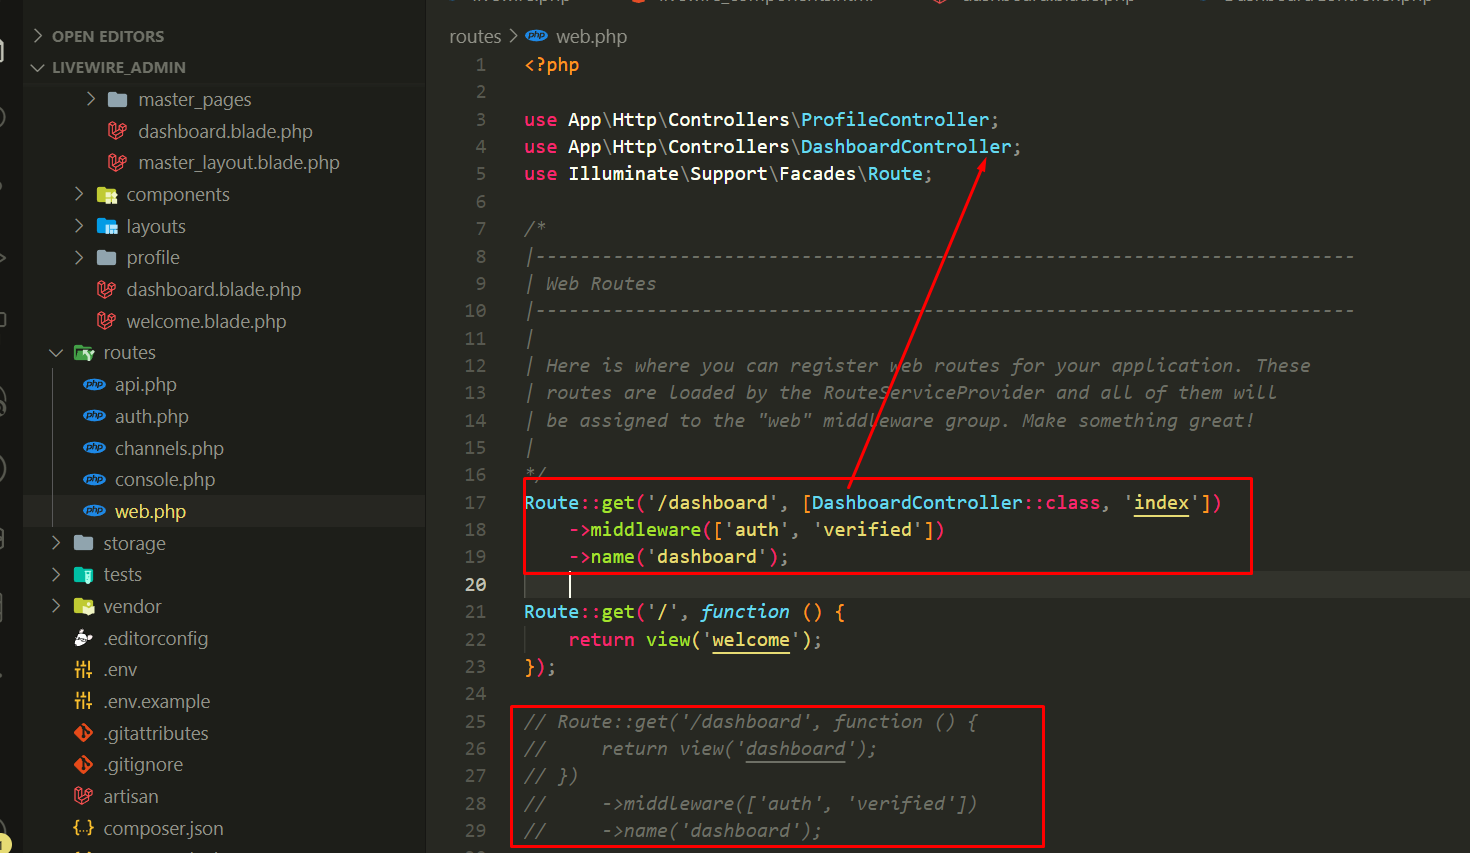 OPEN EDITORS
LIVEWIRE_ADMIN
master_pages
dashboard.blade.php
master_layout.blade.php
components
layouts
profile
dashboard.blade.php
welcome.blade.php
routes
api.php
auth.php
channels.php
console.php
web.php
storage
tests
vendor
.editorconfig
.env
.env.example
.gitattributes
.gitignore
artisan
composer.json
routes > php web.php
1 <?php
2
3 use App\Http\Controllers\ProfileController;
4 use App\Http\Controllers\DashboardController;
5 use Illuminate\Support\Facades\Route;
6
7 /*
8 |--------------------------------------------------------------------------
9 | Web Routes
10 |--------------------------------------------------------------------------
11 |
12 | Here is where you can register web routes for your application. These
13 | routes are loaded by the RouteServiceProvider and all of them will
14 | be assigned to the "web" middleware group. Make something great!
15 |
16 */
17 Route::get('/dashboard', [DashboardController::class, 'index'])
18     ->middleware(['auth', 'verified'])
19     ->name('dashboard');
20
21 Route::get('/', function () {
22     return view('welcome');
23 });
24
25 // Route::get('/dashboard', function () {
26 //     return view('dashboard');
27 // })
28 //     ->middleware(['auth', 'verified'])
29 //     ->name('dashboard');